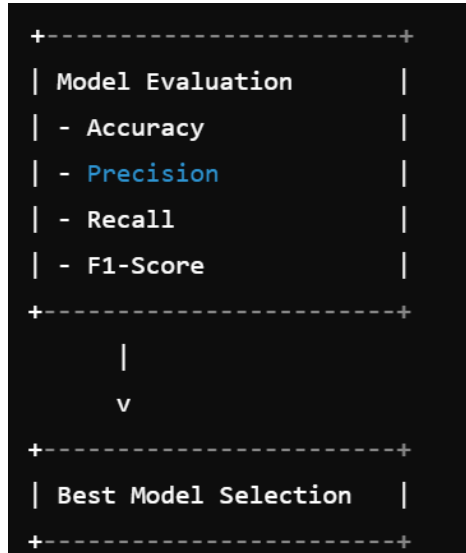 +-------------------------+
| Model Evaluation        |
| - Accuracy              |
| - Precision             |
| - Recall                |
| - F1-Score              |
+-------------------------+
      |
      v
+-------------------------+
| Best Model Selection    |
+-------------------------+